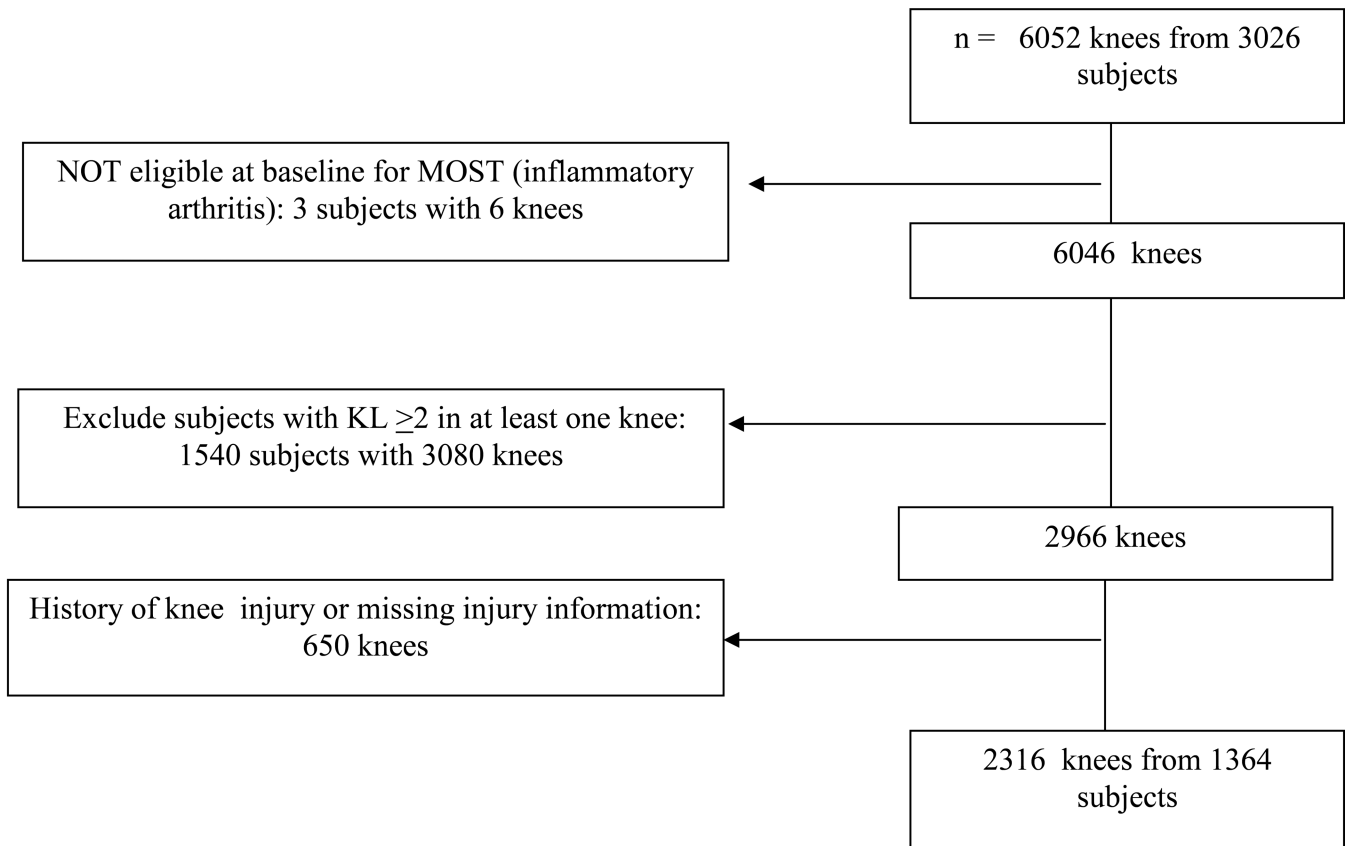 n = 6052 knees from 3026
subjects
NOT eligible at baseline for MOST (inflammatory
arthritis): 3 subjects with 6 knees
6046 knees
Exclude subjects with KL ≥2 in at least one knee:
1540 subjects with 3080 knees
2966 knees
History of knee injury or missing injury information:
650 knees
2316 knees from 1364
subjects